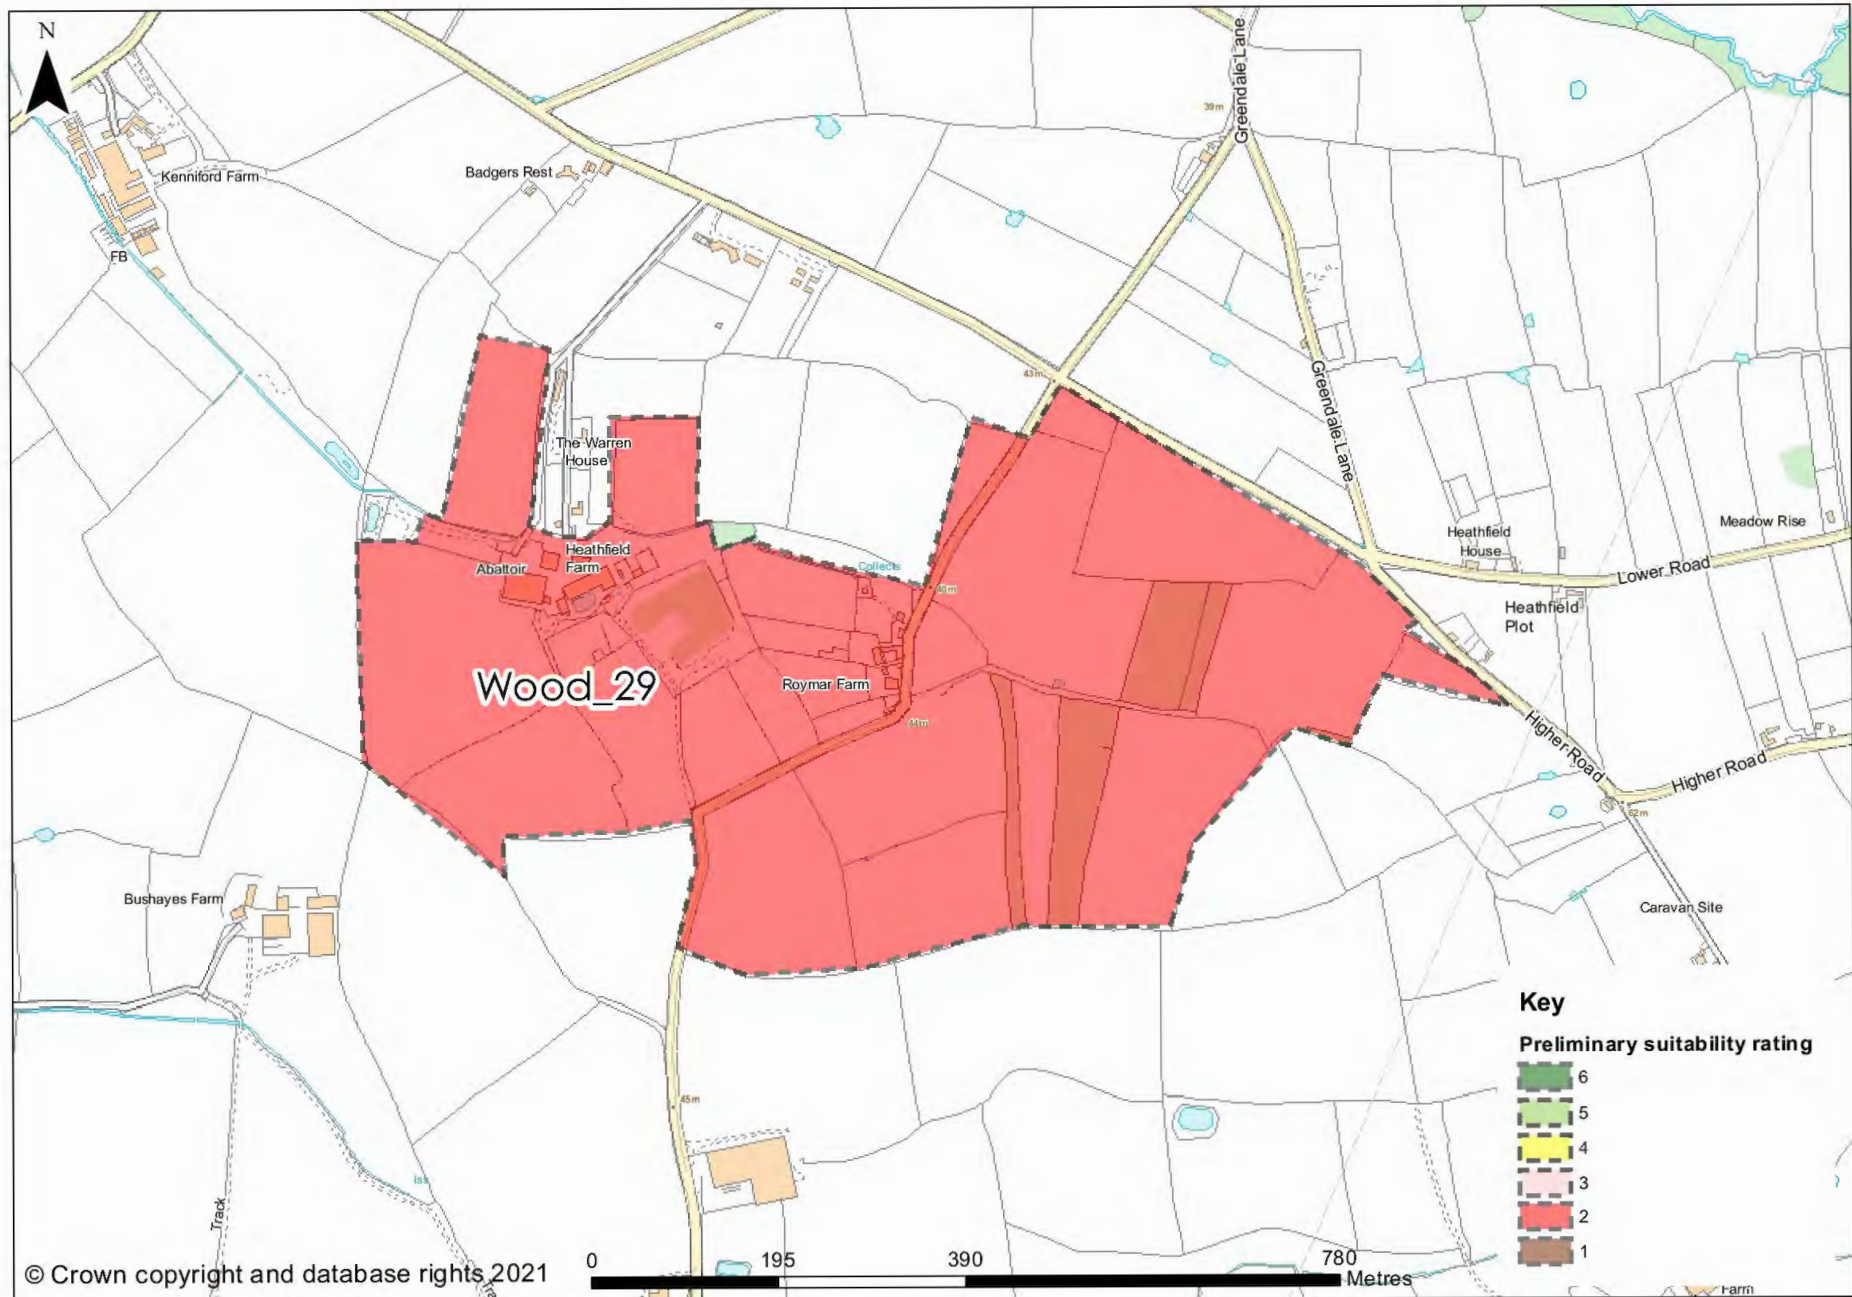 N
Greendale Lane
39m
Kenniford Farm
Badgers Rest
FB
43m
Greendale Lane
The Warren
House
Meadow Rise
Heathfield
House
Heathfield
Farm
Abattoir
Collects
Lower Road
40m
Heathfield
Plot
Wood_29
Roymar Farm
44m
Higher Road
Higher Road
62m
Bushayes Farm
Caravan Site
Key
Preliminary suitability rating
6
5
4
3
2
1
45m
Track
0 195 390 780
Metres
© Crown copyright and database rights 2021
Farm